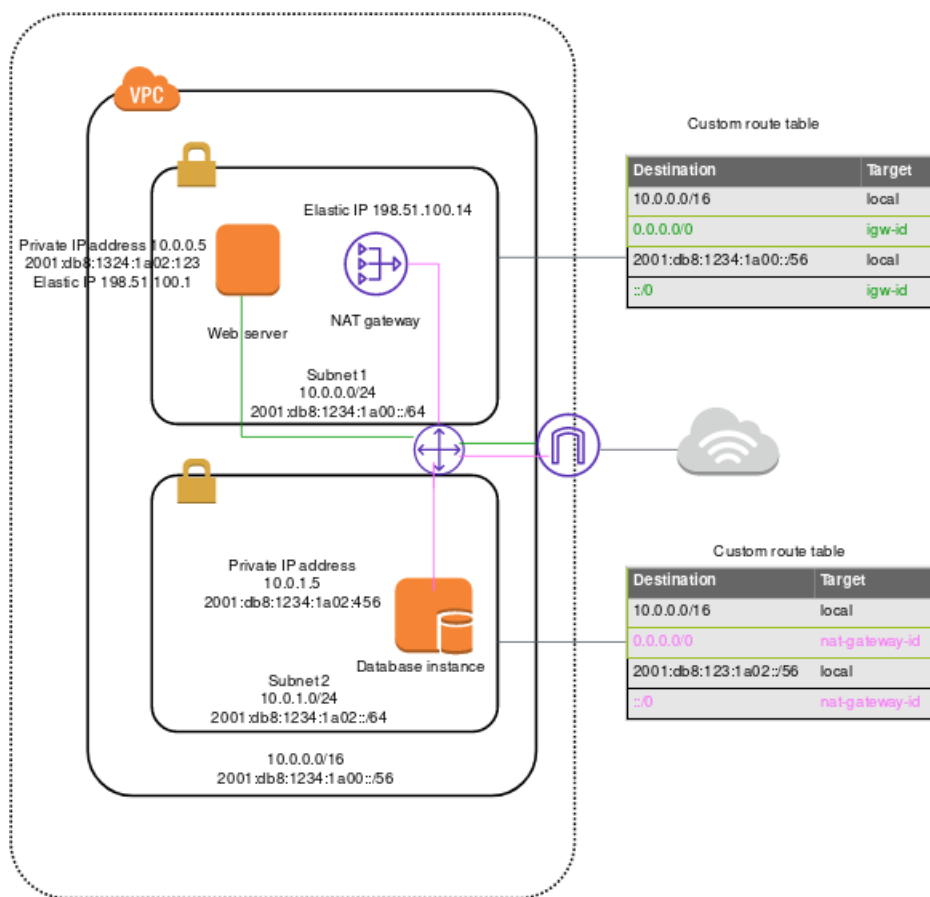 VPC
Custom route table
Destination Target
10.0.0.0/16 local
0.0.0.0/0 igw-id
2001:db8:1234:1a00::/56 local
::/0 igw-id
Elastic IP 198.51.100.14
Private IP address 10.0.0.5
2001:db8:1324:1a02:123
Elastic IP 198.51.100.1
Web server
NAT gateway
Subnet 1
10.0.0.0/24
2001:db8:1234:1a00::/64
Private IP address
10.0.1.5
2001:db8:1234:1a02:456
Database instance
Subnet 2
10.0.1.0/24
2001:db8:1234:1a02::/64
10.0.0.0/16
2001:db8:1234:1a00::/56
Custom route table
Destination Target
10.0.0.0/16 local
0.0.0.0/0 nat-gateway-id
2001:db8:123:1a02::/56 local
::/0 nat-gateway-id